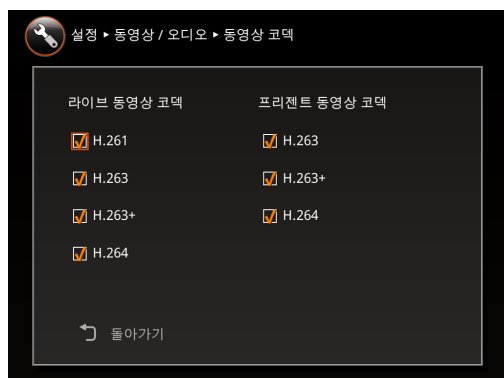 설정 ▸ 동영상 / 오디오 ▸ 동영상 코덱
라이브 동영상 코덱
H.261
H.263
H.263+
H.264
프리젠트 동영상 코덱
H.263
H.263+
H.264
돌아가기